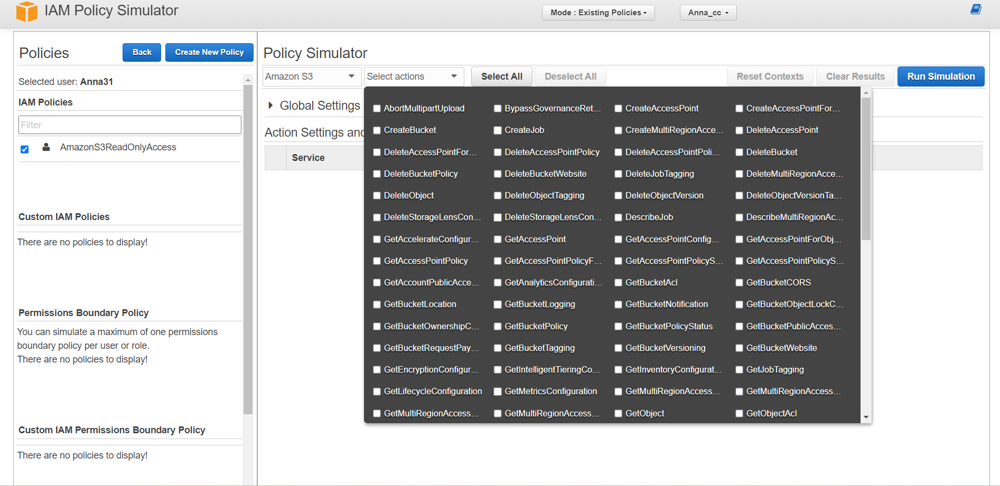 IAM Policy Simulator
Mode : Existing Policies
Anna_cc
Policies
Back
Create New Policy
Selected user: Anna31
IAM Policies
Filter
AmazonS3ReadOnlyAccess
Custom IAM Policies
There are no policies to display!
Permissions Boundary Policy
You can simulate a maximum of one permissions
boundary policy per user or role.
There are no policies to display!
Custom IAM Permissions Boundary Policy
There are no policies to display!
Policy Simulator
Amazon S3
Select actions
Select All
Deselect All
Reset Contexts
Clear Results
Run Simulation
Global Settings
Action Settings and
Service
AbortMultipartUpload BypassGovernanceRet... CreateAccessPoint CreateAccessPointFor...
CreateBucket CreateJob CreateMultiRegionAcce... DeleteAccessPoint
DeleteAccessPointFor... DeleteAccessPointPolicy DeleteAccessPointPoli... DeleteBucket
DeleteBucketPolicy DeleteBucketWebsite DeleteJobTagging DeleteMultiRegionAcce...
DeleteObject DeleteObjectTagging DeleteObjectVersion DeleteObjectVersionTa...
DeleteStorageLensCon... DeleteStorageLensCon... DescribeJob DescribeMultiRegionAc...
GetAccelerateConfigur... GetAccessPoint GetAccessPointConfig... GetAccessPointForObj...
GetAccessPointPolicy GetAccessPointPolicyF... GetAccessPointPolicyS... GetAccessPointPolicyS...
GetAccountPublicAcce... GetAnalyticsConfigurati... GetBucketAcl GetBucketCORS
GetBucketLocation GetBucketLogging GetBucketNotification GetBucketObjectLockC...
GetBucketOwnershipC... GetBucketPolicy GetBucketPolicyStatus GetBucketPublicAcces...
GetBucketRequestPay... GetBucketTagging GetBucketVersioning GetBucketWebsite
GetEncryptionConfigur... GetIntelligentTieringCo... GetInventoryConfigurat... GetJobTagging
GetLifecycleConfiguration GetMetricsConfiguration GetMultiRegionAccess... GetMultiRegionAccess...
GetMultiRegionAccess... GetMultiRegionAccess... GetObject GetObjectAcl